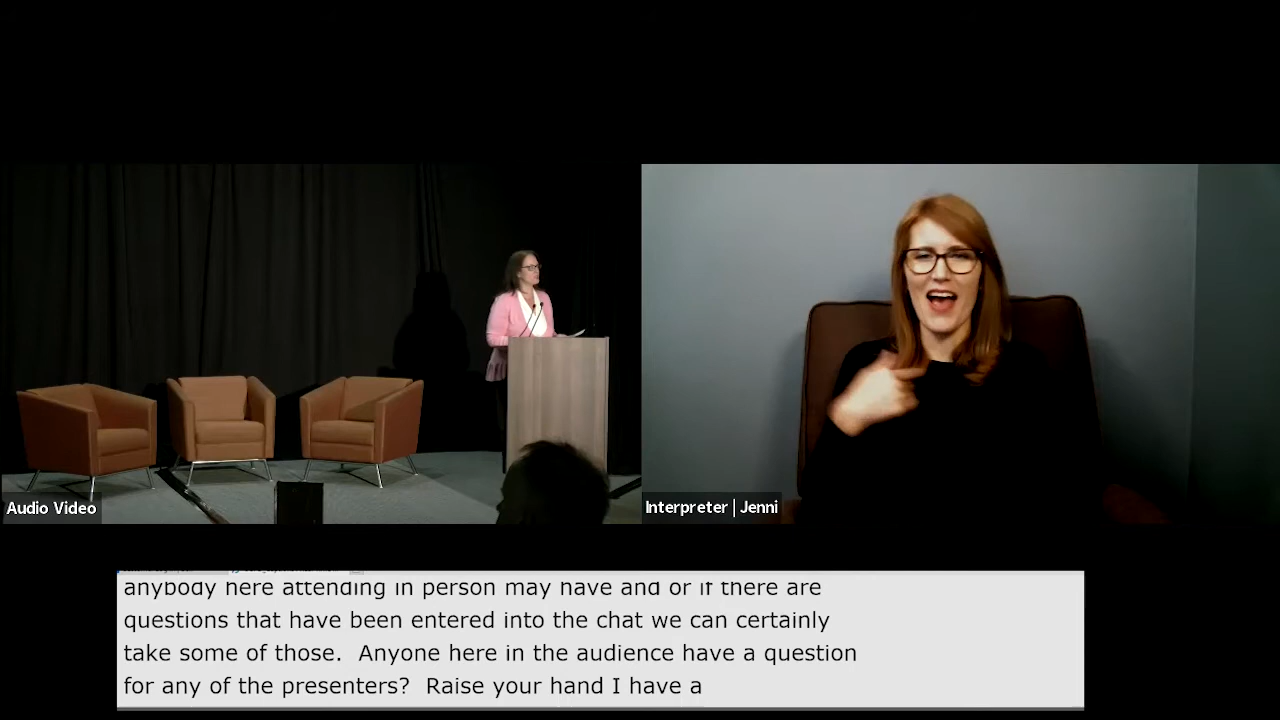 Audio Video
Interpreter | Jenni
anybody here attending in person may have and or if there are
questions that have been entered into the chat we can certainly
take some of those.  Anyone here in the audience have a question
for any of the presenters?  Raise your hand I have a